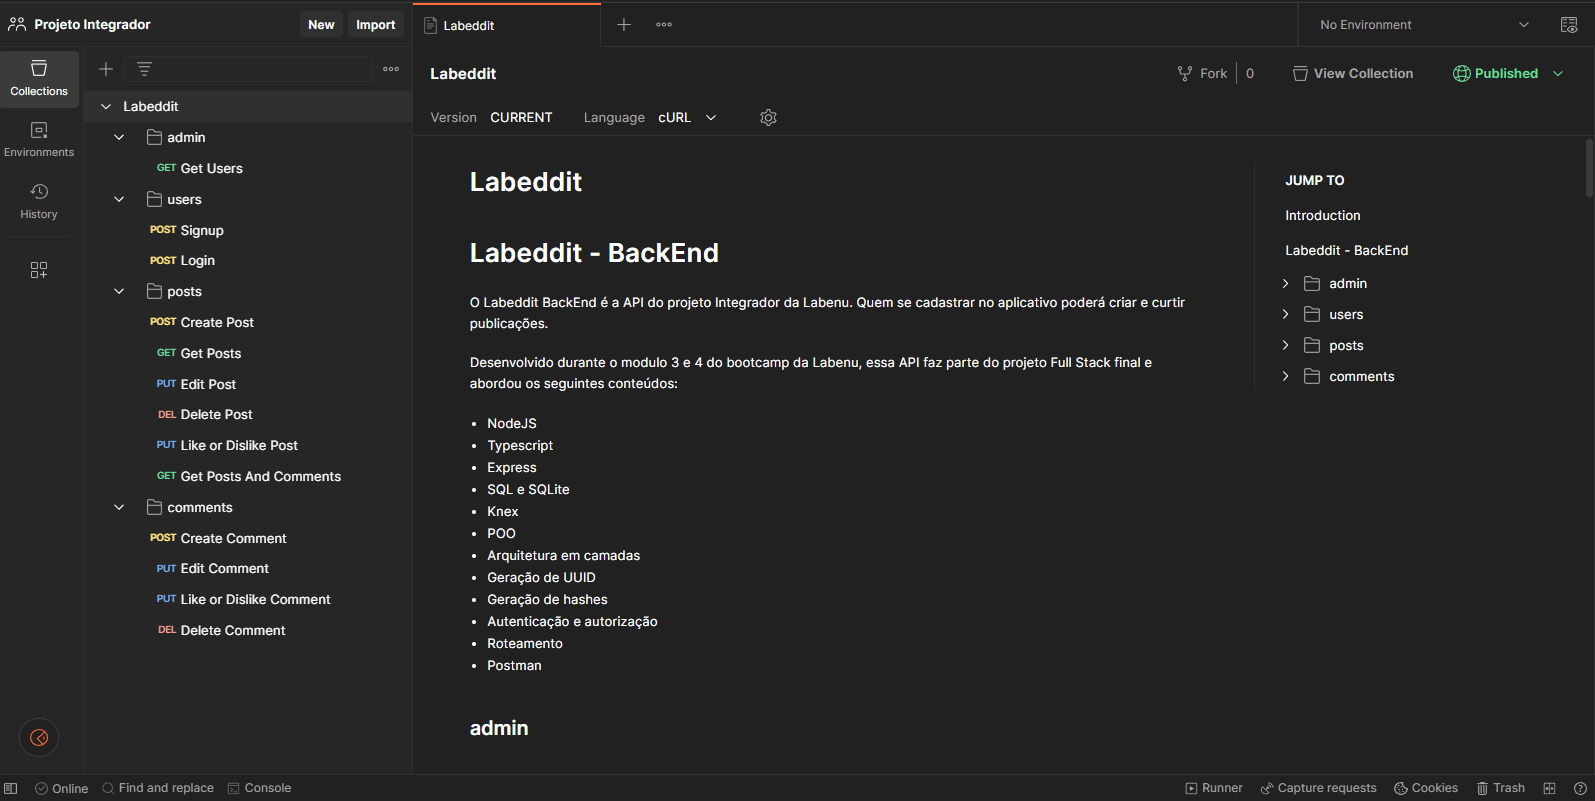 Projeto Integrador
New
Import
Labeddit
No Environment
Collections
Environments
History
Labeddit
admin
GET Get Users
users
POST Signup
POST Login
posts
POST Create Post
GET Get Posts
PUT Edit Post
DEL Delete Post
PUT Like or Dislike Post
GET Get Posts And Comments
comments
POST Create Comment
PUT Edit Comment
PUT Like or Dislike Comment
DEL Delete Comment
Labeddit
Fork 0
View Collection
Published
Version CURRENT
Language cURL
Labeddit
Labeddit - BackEnd
O Labeddit BackEnd é a API do projeto Integrador da Labenu. Quem se cadastrar no aplicativo poderá criar e curtir
publicações.
Desenvolvido durante o modulo 3 e 4 do bootcamp da Labenu, essa API faz parte do projeto Full Stack final e
abordou os seguintes conteúdos:
• NodeJS
• Typescript
• Express
• SQL e SQLite
• Knex
• POO
• Arquitetura em camadas
• Geração de UUID
• Geração de hashes
• Autenticação e autorização
• Roteamento
• Postman
admin
JUMP TO
Introduction
Labeddit - BackEnd
admin
users
posts
comments
Online
Find and replace
Console
Runner
Capture requests
Cookies
Trash